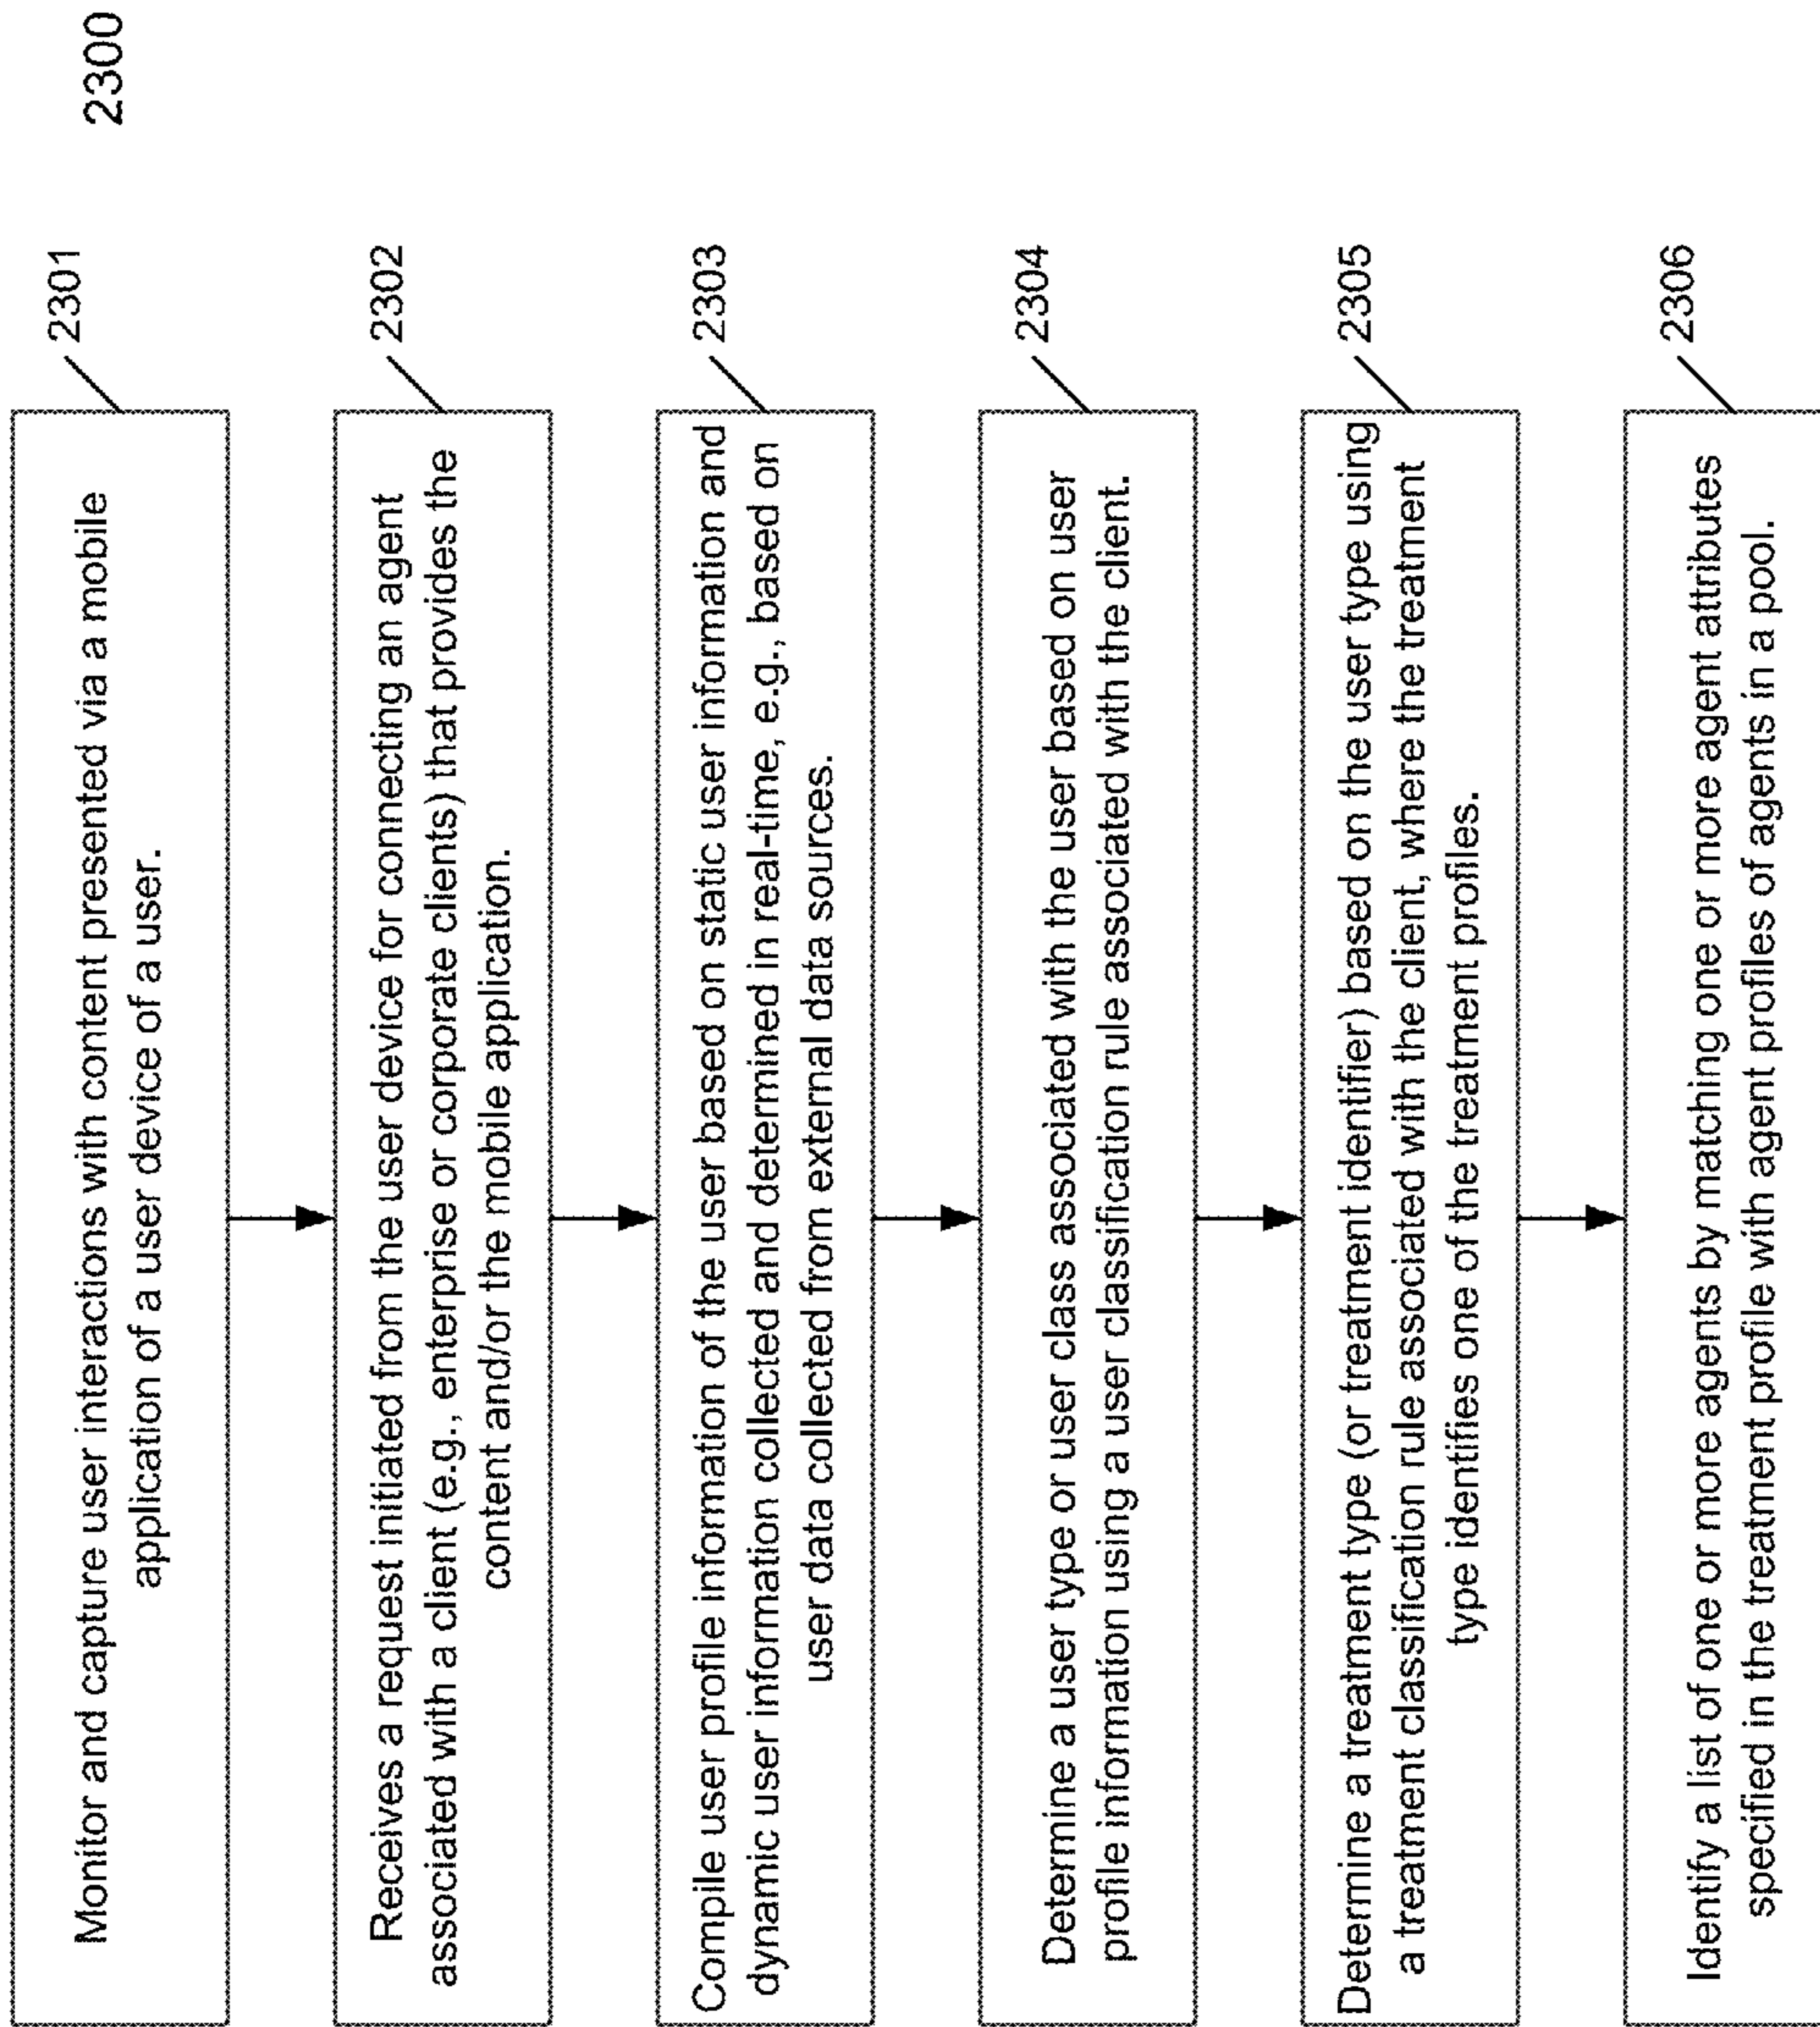 2300
2301
Monitor and capture user interactions with content presented via a mobile
application of a user device of a user.
2302
Receives a request initiated from the user device for connecting an agent
associated with a client (e.g., enterprise or corporate clients) that provides the
content and/or the mobile application.
2303
Compile user profile information of the user based on static user information and
dynamic user information collected and determined in real-time, e.g., based on
user data collected from external data sources.
2304
Determine a user type or user class associated with the user based on user
profile information using a user classification rule associated with the client.
2305
Determine a treatment type (or treatment identifier) based on the user type using
a treatment classification rule associated with the client, where the treatment
type identifies one of the treatment profiles.
2306
Identify a list of one or more agents by matching one or more agent attributes
specified in the treatment profile with agent profiles of agents in a pool.